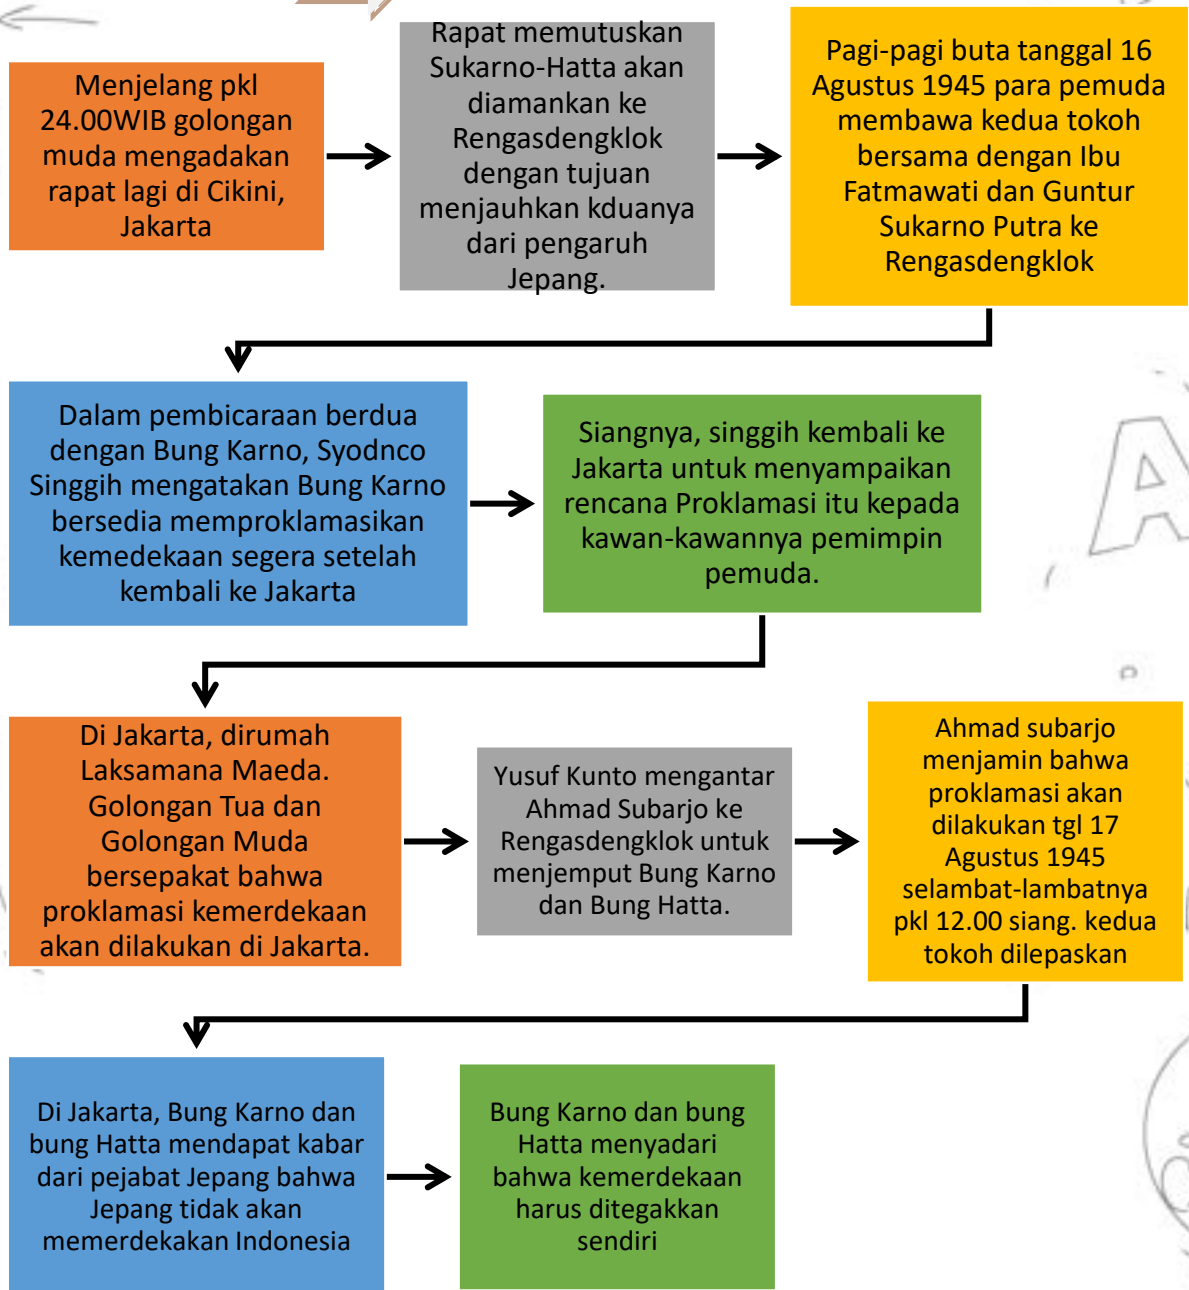 Menjelang pkl
24.00WIB golongan
muda mengadakan
rapat lagi di Cikini,
Jakarta
Rapat memutuskan
Sukarno-Hatta akan
diamankan ke
Rengasdengklok
dengan tujuan
menjauhkan kduanya
dari pengaruh
Jepang.
Pagi-pagi buta tanggal 16
Agustus 1945 para pemuda
membawa kedua tokoh
bersama dengan Ibu
Fatmawati dan Guntur
Sukarno Putra ke
Rengasdengklok
Dalam pembicaraan berdua
dengan Bung Karno, Syodnco
Singgih mengatakan Bung Karno
bersedia memproklamasikan
kemedekaan segera setelah
kembali ke Jakarta
Siangnya, singgih kembali ke
Jakarta untuk menyampaikan
rencana Proklamasi itu kepada
kawan-kawannya pemimpin
pemuda.
Di Jakarta, dirumah
Laksamana Maeda.
Golongan Tua dan
Golongan Muda
bersepakat bahwa
proklamasi kemerdekaan
akan dilakukan di Jakarta.
Yusuf Kunto mengantar
Ahmad Subarjo ke
Rengasdengklok untuk
menjemput Bung Karno
dan Bung Hatta.
Ahmad subarjo
menjamin bahwa
proklamasi akan
dilakukan tgl 17
Agustus 1945
selambat-lambatnya
pkl 12.00 siang. kedua
tokoh dilepaskan
Di Jakarta, Bung Karno dan
bung Hatta mendapat kabar
dari pejabat Jepang bahwa
Jepang tidak akan
memerdekakan Indonesia
Bung Karno dan bung
Hatta menyadari
bahwa kemerdekaan
harus ditegakkan
sendiri
A